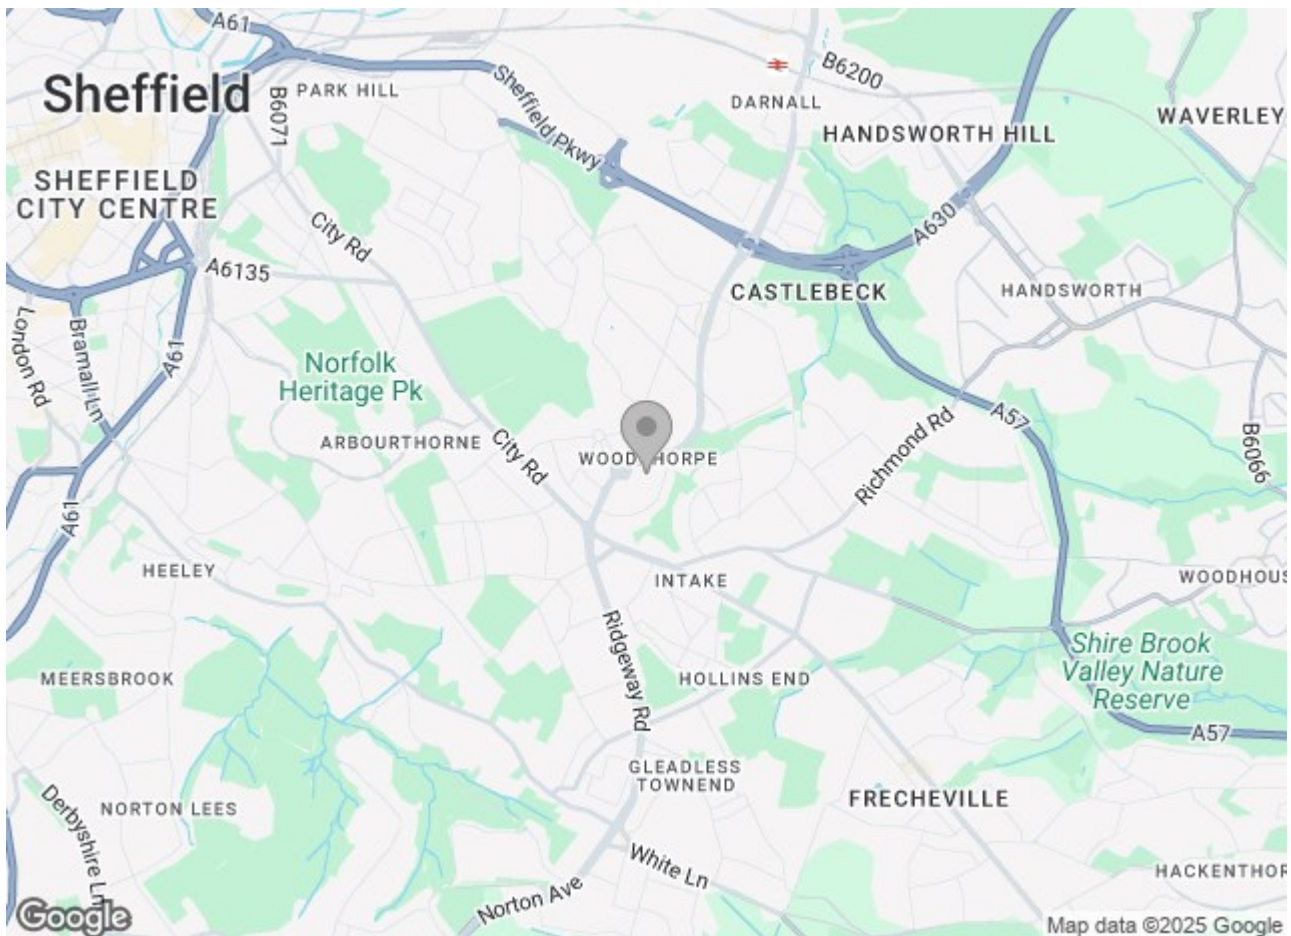 A61
Sheffield
B6071
PARK HILL
Sheffield Pkwy
B6200
DARNALL
HANDSWORTH HILL
WAVERLEY
SHEFFIELD
CITY CENTRE
City Rd
A630
A6135
CASTLEBECK
HANDSWORTH
London Rd
Bramall Ln
A61
Norfolk
Heritage Pk
ARBOURTHORNE
City Rd
WOOD
HORPE
Richmond Rd
A57
B6066
A61
HEELEY
INTAKE
WOODHOUS
Ridgeway Rd
Shire Brook
Valley Nature
Reserve
MEERSBROOK
HOLLINS END
A57
GLEADLESS
TOWNEND
Derbyshire Ln
NORTON LEES
FRECHEVILLE
White Ln
HACKENTHOR
Norton Ave
Google
Map data ©2025 Google